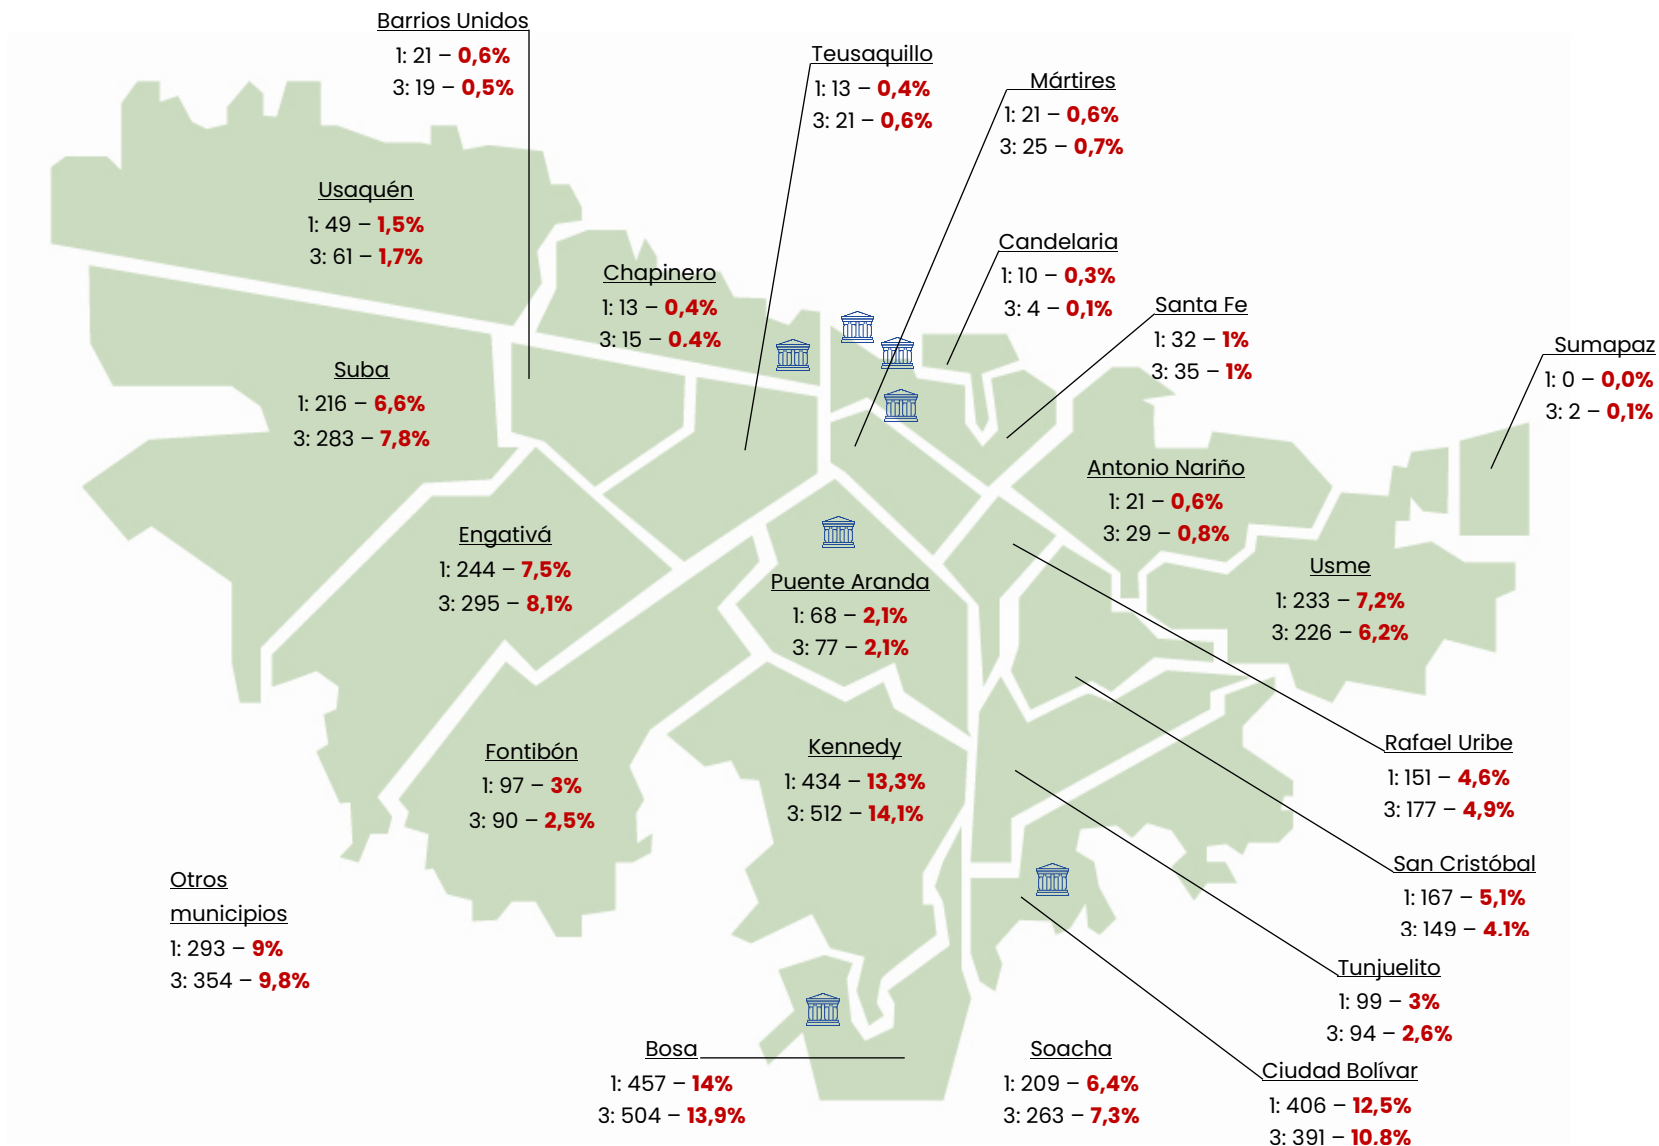 Barrios Unidos
1: 21 – 0,6%
3: 19 – 0,5%
Teusaquillo
1: 13 – 0,4%
3: 21 – 0,6%
Mártires
1: 21 – 0,6%
3: 25 – 0,7%
Usaquén
1: 49 – 1,5%
3: 61 – 1,7%
Chapinero
1: 13 – 0,4%
3: 15 – 0,4%
Candelaria
1: 10 – 0,3%
3: 4 – 0,1%
Santa Fe
1: 32 – 1%
3: 35 – 1%
Sumapaz
1: 0 – 0,0%
3: 2 – 0,1%
Suba
1: 216 – 6,6%
3: 283 – 7,8%
Antonio Nariño
1: 21 – 0,6%
3: 29 – 0,8%
Engativá
1: 244 – 7,5%
3: 295 – 8,1%
Puente Aranda
1: 68 – 2,1%
3: 77 – 2,1%
Usme
1: 233 – 7,2%
3: 226 – 6,2%
Fontibón
1: 97 – 3%
3: 90 – 2,5%
Kennedy
1: 434 – 13,3%
3: 512 – 14,1%
Rafael Uribe
1: 151 – 4,6%
3: 177 – 4,9%
San Cristóbal
1: 167 – 5,1%
3: 149 – 4,1%
Otros
municipios
1: 293 – 9%
3: 354 – 9,8%
Tunjuelito
1: 99 – 3%
3: 94 – 2,6%
Bosa
1: 457 – 14%
3: 504 – 13,9%
Soacha
1: 209 – 6,4%
3: 263 – 7,3%
Ciudad Bolívar
1: 406 – 12,5%
3: 391 – 10,8%